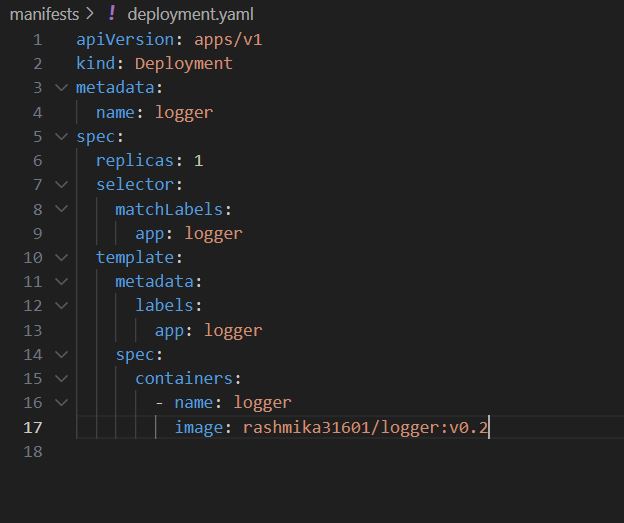 manifests > ! deployment.yaml
1 apiVersion: apps/v1
2 kind: Deployment
3 metadata:
4   name: logger
5 spec:
6   replicas: 1
7   selector:
8     matchLabels:
9       app: logger
10   template:
11     metadata:
12       labels:
13         app: logger
14     spec:
15       containers:
16         - name: logger
17           image: rashmika31601/logger:v0.2
18